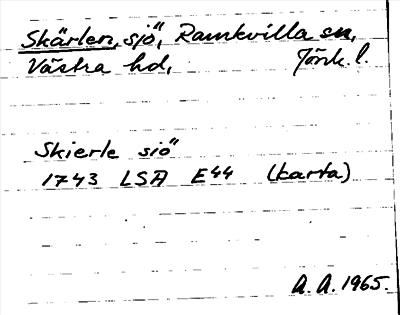 Skärlen, sjö, Ramkvilla sn,
Västra hd, Jönk. l.
Skierle siö
1743 LSA E44 (karta)
A. A. 1965.